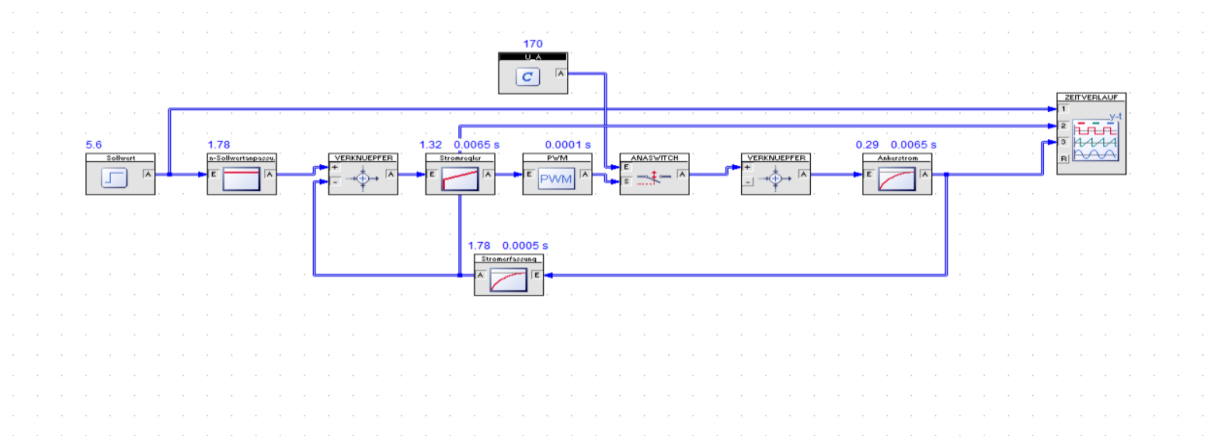 170
U_A
C
A
ZEITVERLAUF
1
y-t
2
3
R
5.6
1.78
1.32 0.0065 s
0.0001 s
0.29 0.0065 s
Sollwert
n-Sollwertanpassu.
VERKNUEPFER
Stromregler
PWM
ANASWITCH
VERKNUEPFER
Ankerstrom
A
E
A
+
-
A
E
A
E
PWM
A
E
S
A
+
-
A
E
A
1.78 0.0005 s
Stromerfassung
A
E